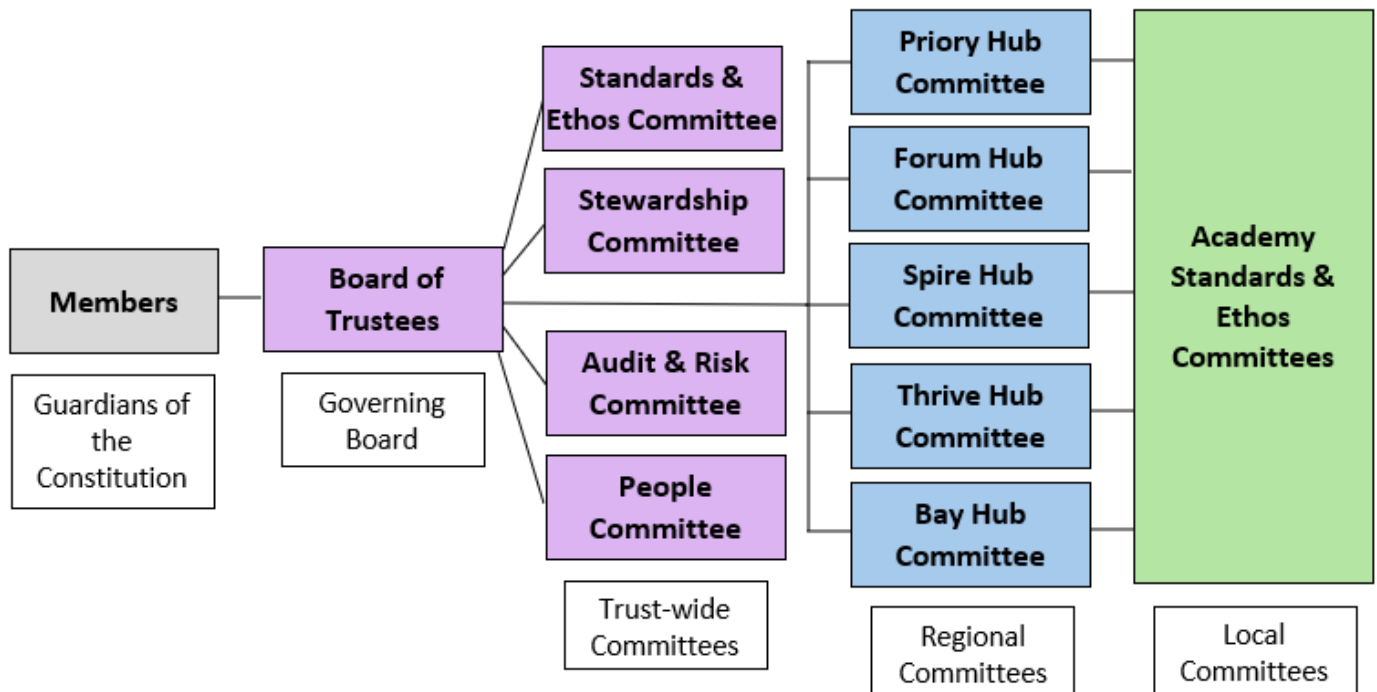 Members
Guardians of
the
Constitution
Board of
Trustees
Governing
Board
Standards &
Ethos Committee
Stewardship
Committee
Audit & Risk
Committee
People
Committee
Trust-wide
Committees
Priory Hub
Committee
Forum Hub
Committee
Spire Hub
Committee
Thrive Hub
Committee
Bay Hub
Committee
Regional
Committees
Academy
Standards &
Ethos
Committees
Local
Committees